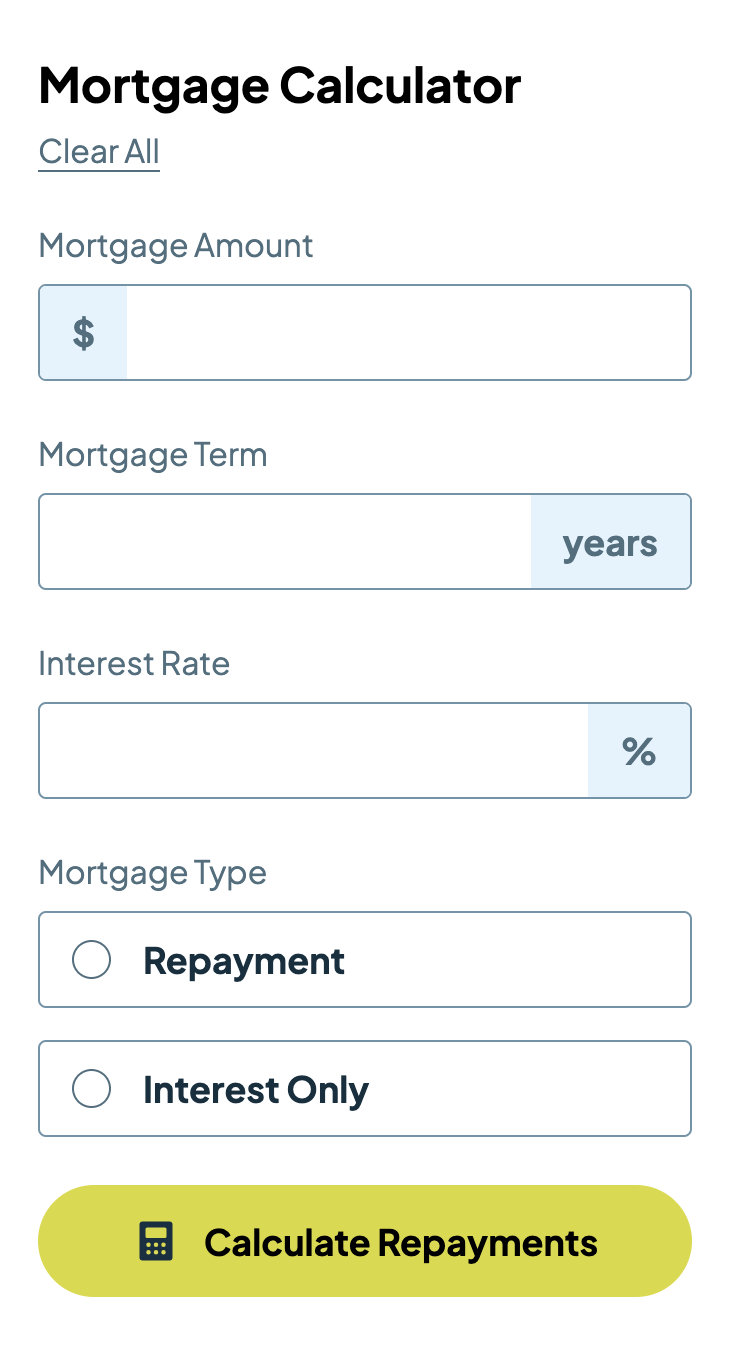 Mortgage Calculator
Clear All
Mortgage Amount
$
Mortgage Term
years
Interest Rate
%
Mortgage Type
Repayment
Interest Only
Calculate Repayments